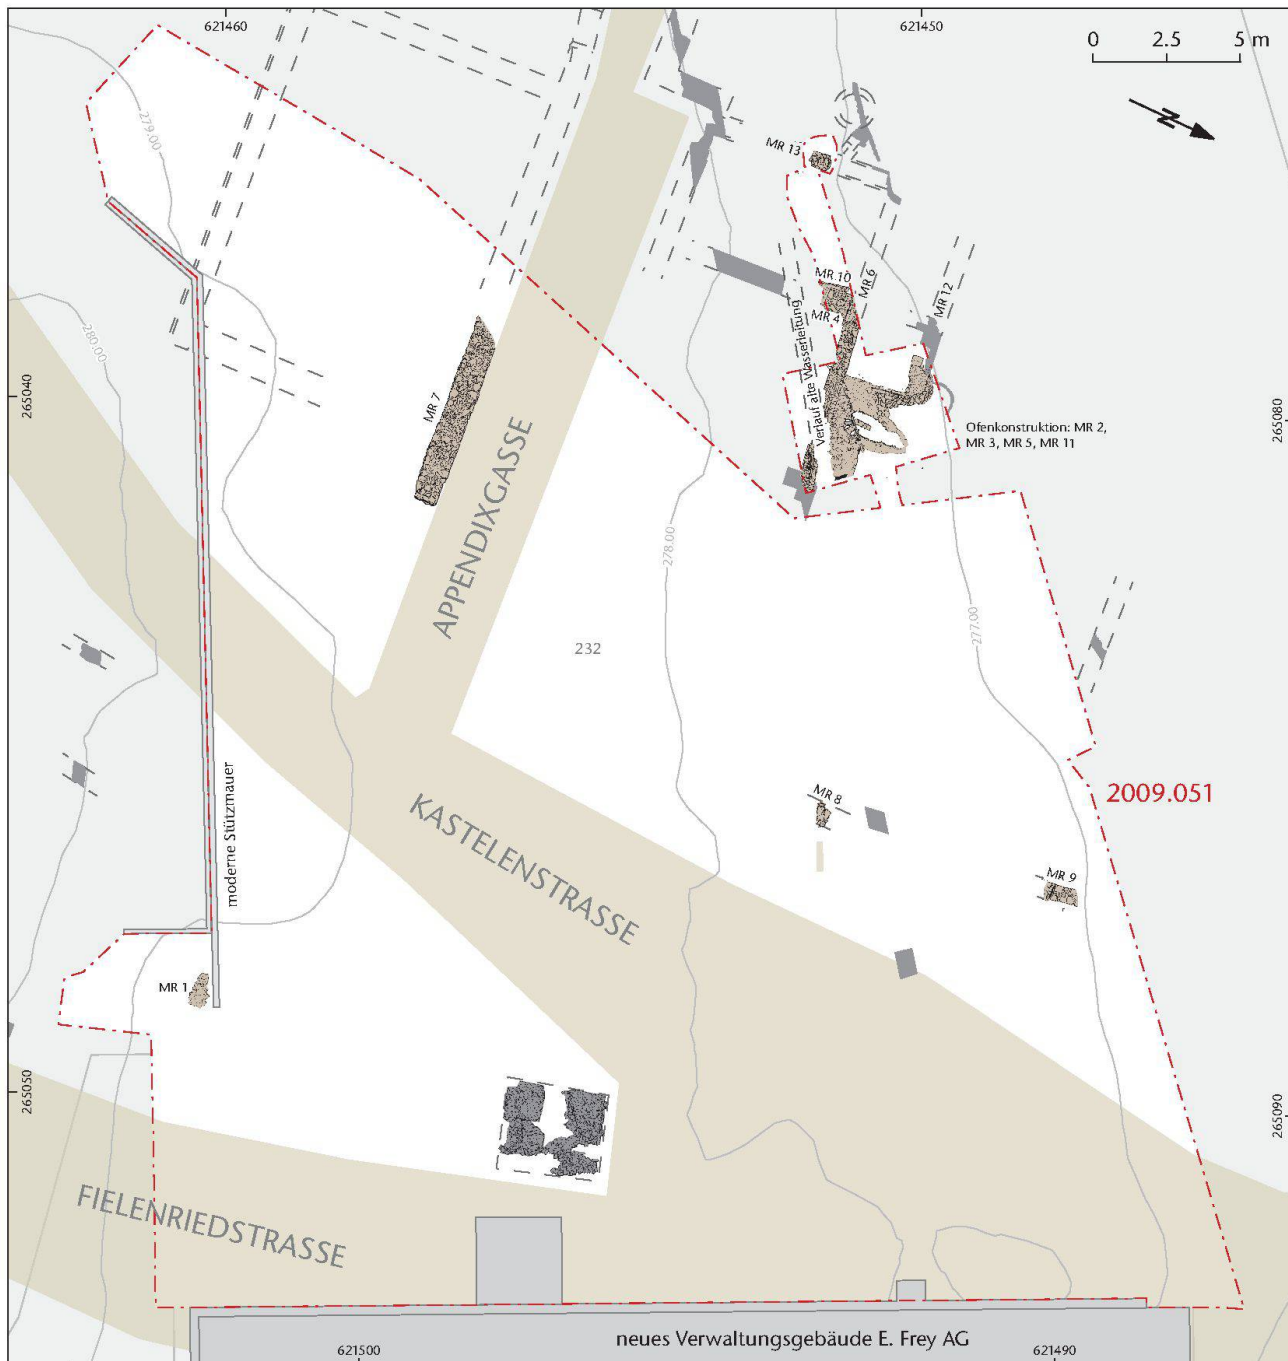 621460
621450
0 2.5 5 m
N
279.00
MR 13
MR 10
MR 6
MR 12
MR 4
280.00
Verlauf alte Wasserleitung
265040
MR 7
265080
Ofenkonstruktion: MR 2,
MR 3, MR 5, MR 11
APPENDIXGASSE
278.00
277.00
232
2009.051
MR 8
moderne Stützmauer
KASTELENSTRASSE
MR 9
MR 1
265050
265090
FIELENRIEDSTRASSE
neues Verwaltungsgebäude E. Frey AG
621500
621490